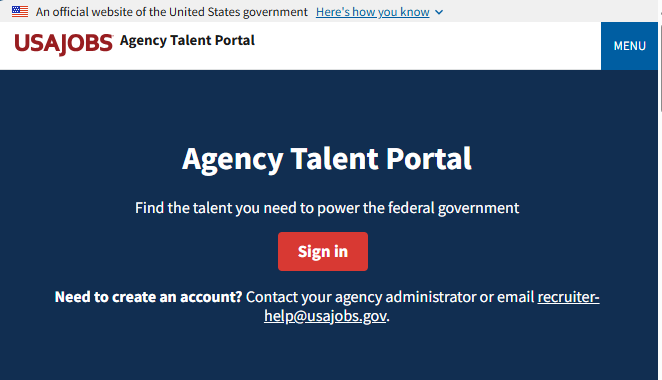 An official website of the United States government Here's how you know
USAJOBS Agency Talent Portal
MENU
Agency Talent Portal
Find the talent you need to power the federal government
Sign in
Need to create an account? Contact your agency administrator or email recruiter-
help@usajobs.gov.